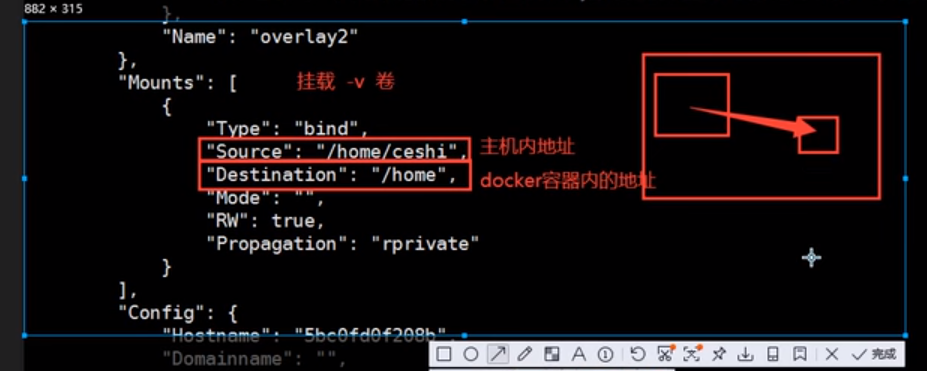 882 × 315
},
"Name": "overlay2"
},
"Mounts": [ 挂载 -v 卷
{
"Type": "bind",
"Source": "/home/ceshi", 主机内地址
"Destination": "/home", docker容器内的地址
"Mode": "",
"RW": true,
"Propagation": "rprivate"
}
],
"Config": {
"Hostname": "5bc0fd0f208b",
"Domainname": "",
完成